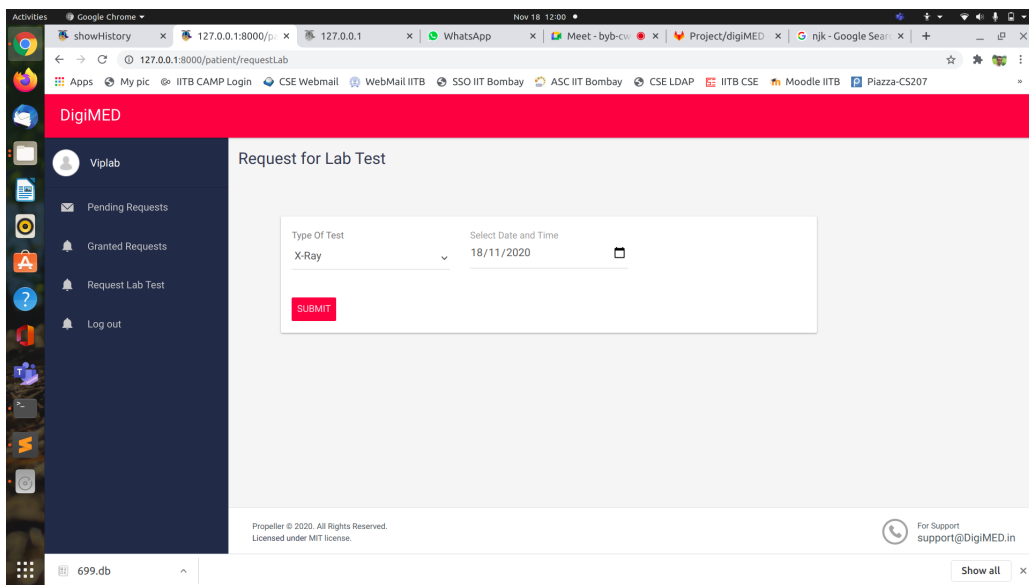 Activities Google Chrome Nov 18 12:00
showHistory 127.0.0.1:8000/pa 127.0.0.1 WhatsApp Meet - byb-cw Project/digiMED njk - Google Sear
127.0.0.1:8000/patient/requestLab
Apps My pic IITB CAMP Login CSE Webmail WebMail IITB SSO IIT Bombay ASC IIT Bombay CSE LDAP IITB CSE Moodle IITB Piazza-CS207 »
DigiMED
Viplab
Request for Lab Test
Pending Requests
Granted Requests
Request Lab Test
Log out
Type Of Test Select Date and Time
X-Ray 18/11/2020
SUBMIT
Propeller © 2020. All Rights Reserved.
Licensed under MIT license.
For Support
support@DigiMED.in
699.db Show all